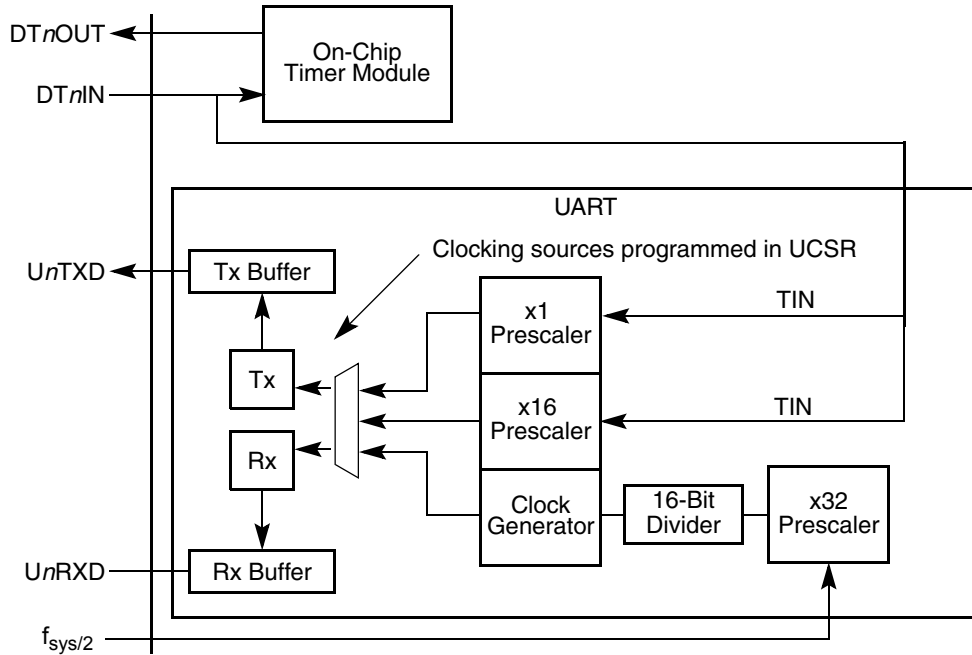 DTnOUT
On-Chip
Timer Module
DTnIN
UART
Clocking sources programmed in UCSR
UnTXD
Tx Buffer
x1
Prescaler
TIN
Tx
x16
Prescaler
TIN
Rx
Clock
Generator
16-Bit
Divider
x32
Prescaler
UnRXD
Rx Buffer
fsys/2